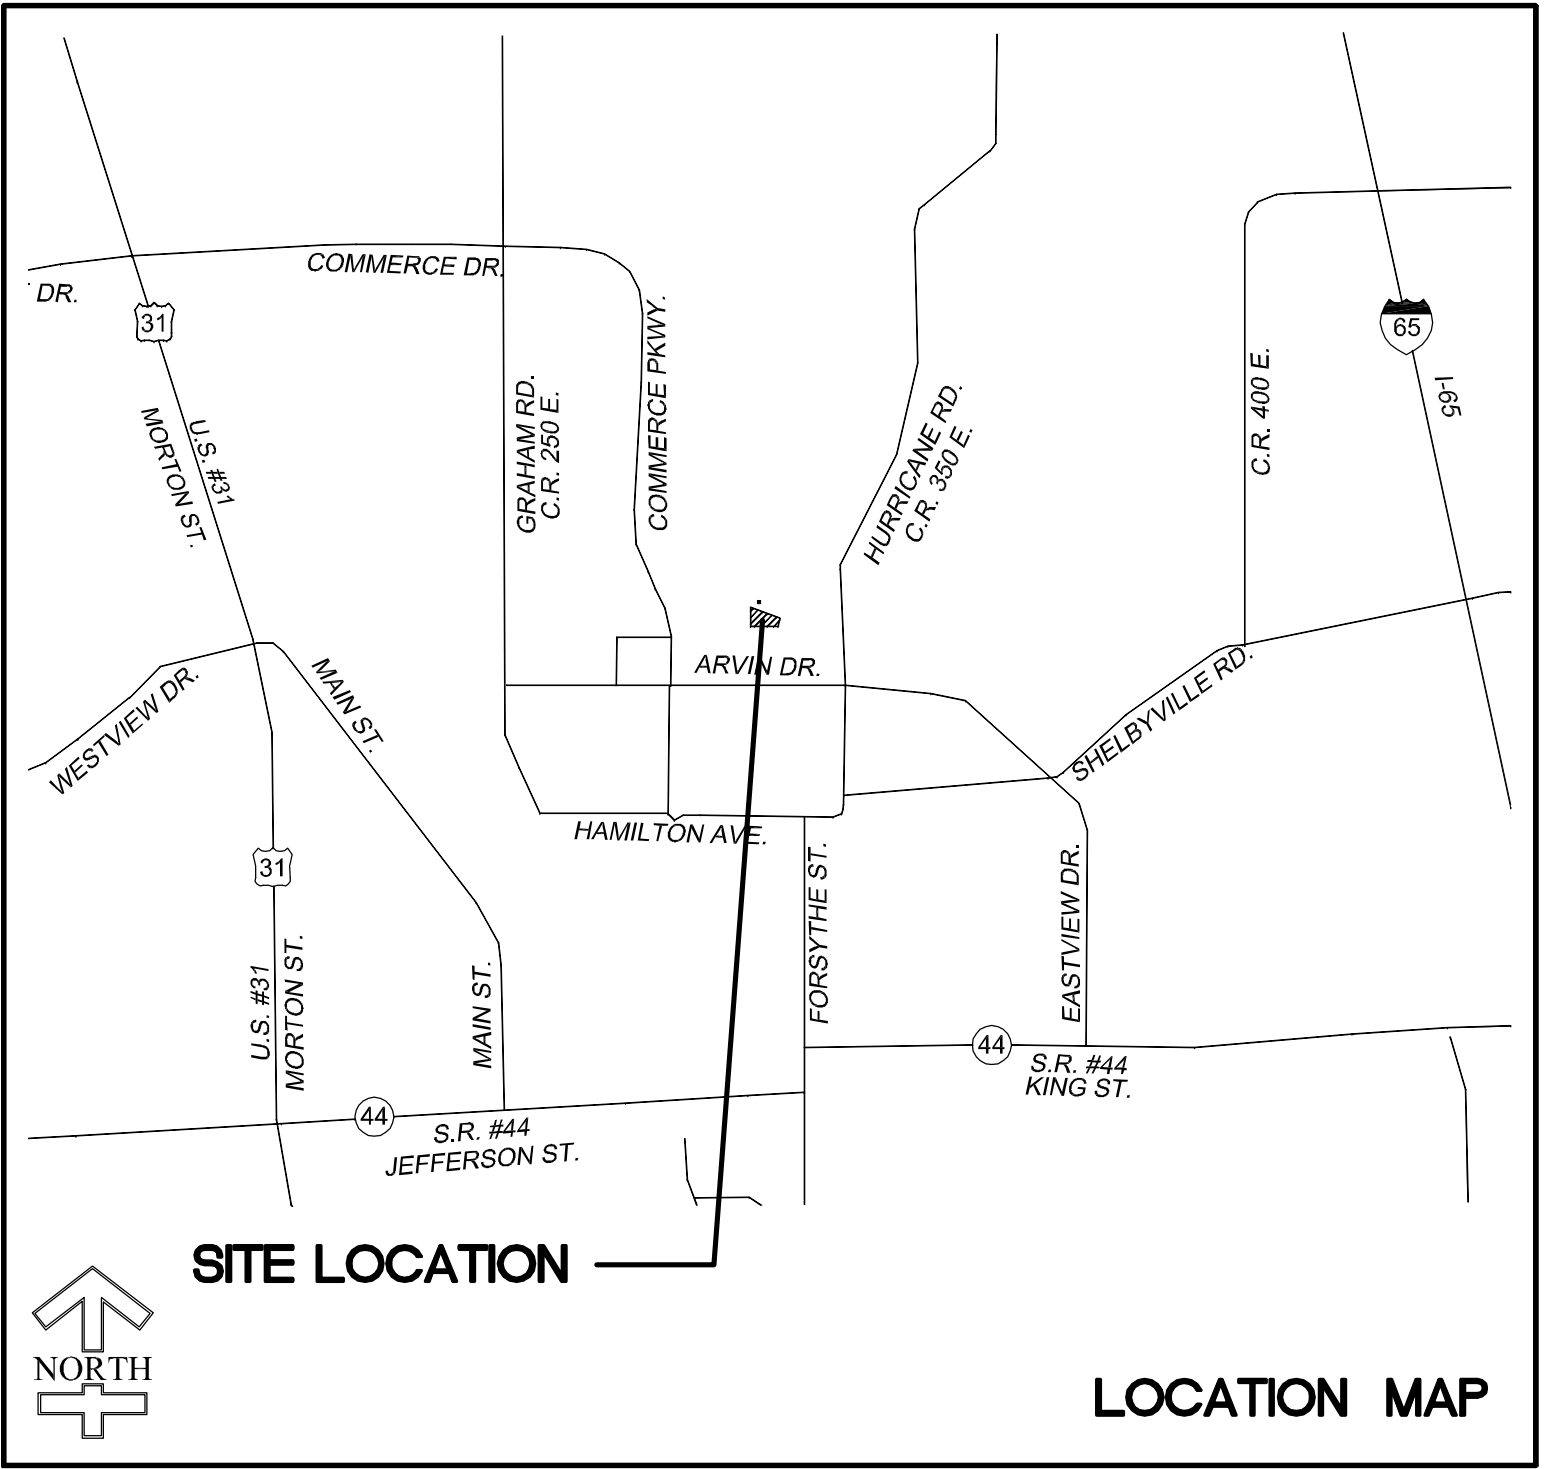 COMMERCE DR.
DR.
31
65
I-65
U.S. #31
MORTON ST.
GRAHAM RD.
C.R. 250 E.
COMMERCE PKWY.
HURRICANE RD.
C.R. 350 E.
C.R. 400 E.
ARVIN DR.
WESTVIEW DR.
MAIN ST.
SHELBYVILLE RD.
HAMILTON AVE.
31
FORSYTHE ST.
EASTVIEW DR.
U.S. #31
MORTON ST.
MAIN ST.
44
S.R. #44
KING ST.
44
S.R. #44
JEFFERSON ST.
SITE LOCATION
NORTH
LOCATION MAP